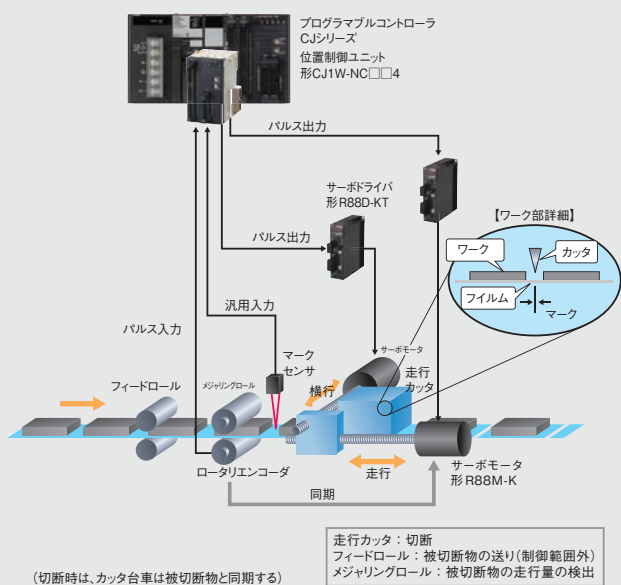 プログラマブルコントローラ
CJシリーズ
位置制御ユニット
形CJ1W-NC□□4
パルス出力
サーボドライバ
形R88D-KT
パルス出力
【ワーク部詳細】
ワーク
カッタ
フイルム
マーク
汎用入力
パルス入力
マーク
センサ
サーボモータ
走行
カッタ
横行
フィードロール
メジャリングロール
ロータリエンコーダ
走行
サーボモータ
形R88M-K
同期
走行カッタ：切断
フィードロール：被切断物の送り(制御範囲外)
メジャリングロール：被切断物の走行量の検出
(切断時は、カッタ台車は被切断物と同期する)